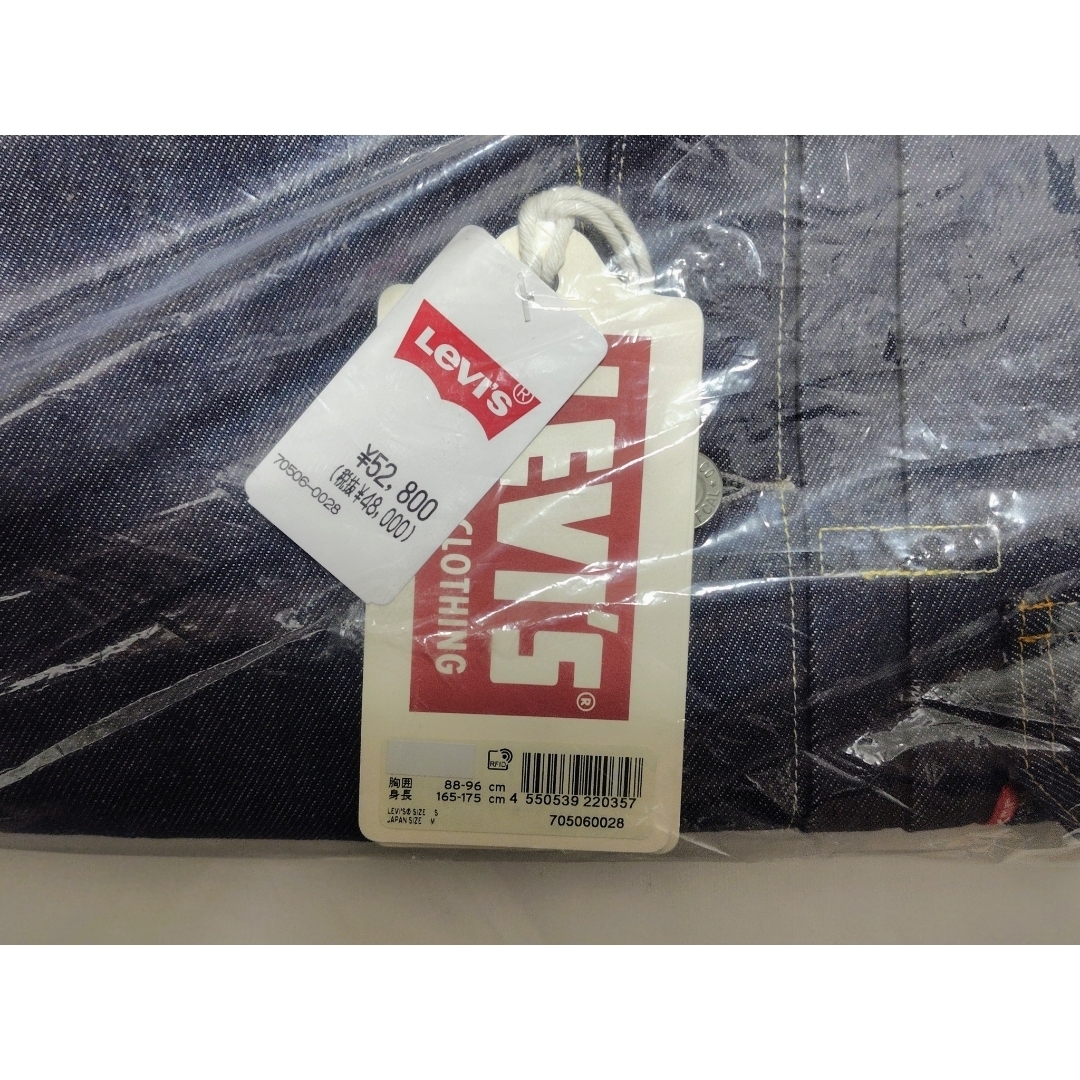 Levi's®
¥52,800
(税抜¥48,000)
70506-0028
LEVI'S®
CLOTHING
RFID
胸囲 88-96 cm
身長 165-175 cm
4 550539 220357
LEVI'S® SIZE S
JAPAN SIZE M
705060028